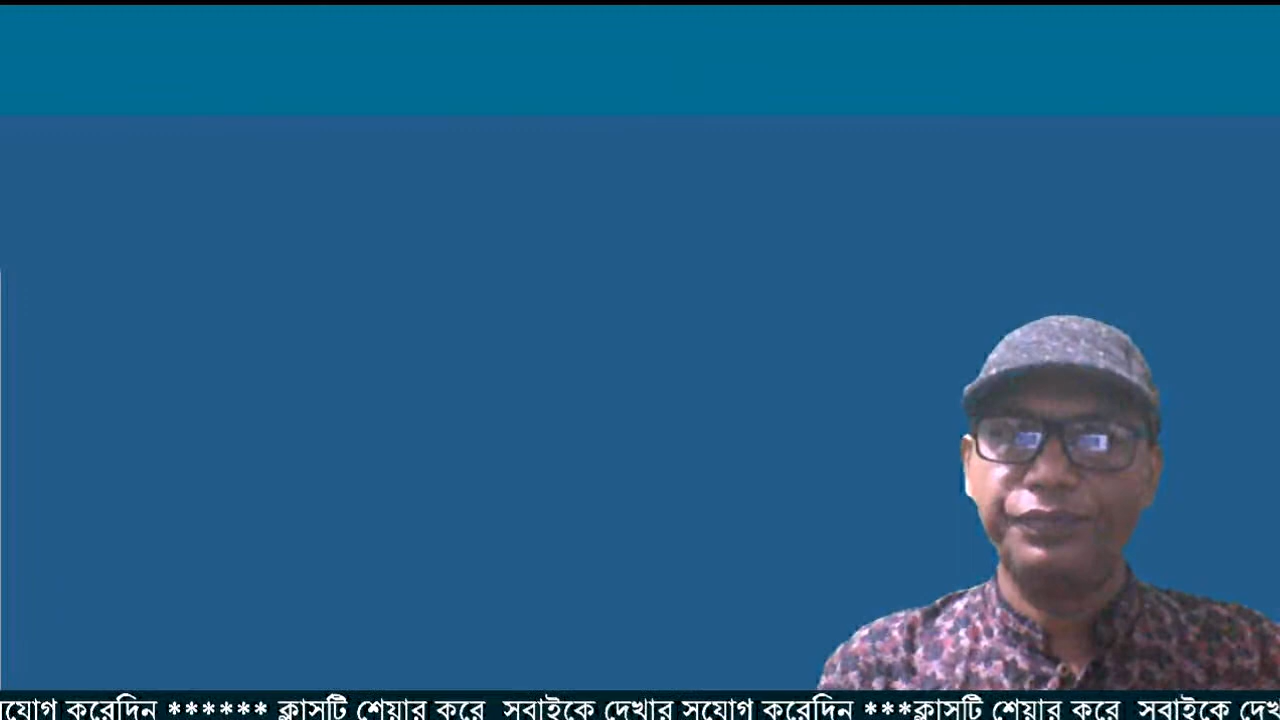 যোগ করেদিন ****** ক্লাসটি শেয়ার করে সবাইকে দেখার সুযোগ করেদিন ***ক্লাসটি শেয়ার করে সবাইকে দেখ